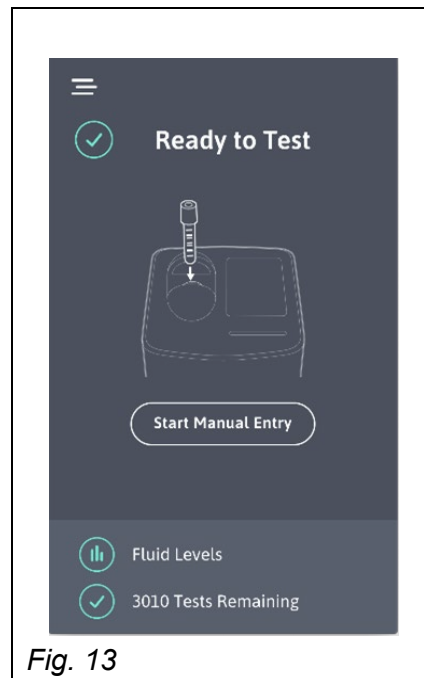 Ready to Test
Start Manual Entry
Fluid Levels
3010 Tests Remaining
Fig. 13